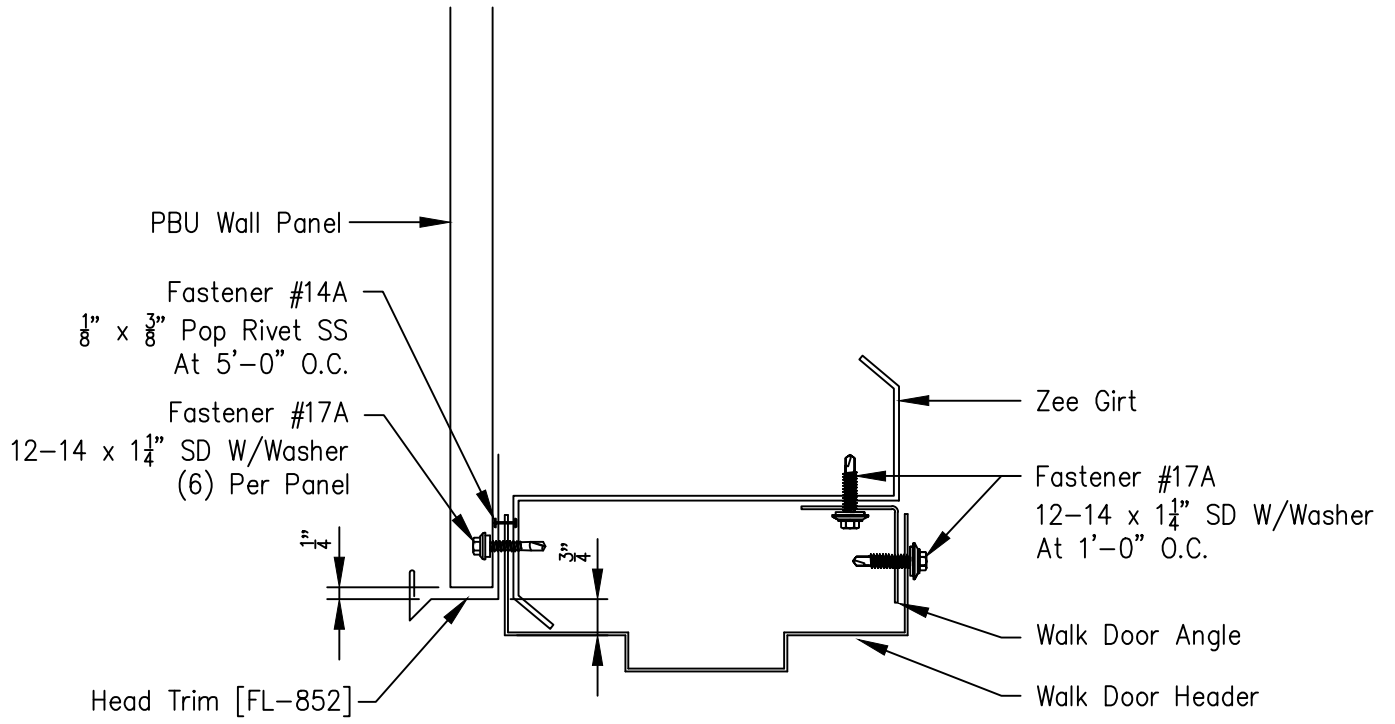 PBU Wall Panel
Fastener #14A
1/8" x 3/8" Pop Rivet SS
At 5'-0" O.C.
Fastener #17A
12-14 x 1 1/4" SD W/Washer
(6) Per Panel
1/4"
3/4"
Head Trim [FL-852]
Zee Girt
Fastener #17A
12-14 x 1 1/4" SD W/Washer
At 1'-0" O.C.
Walk Door Angle
Walk Door Header